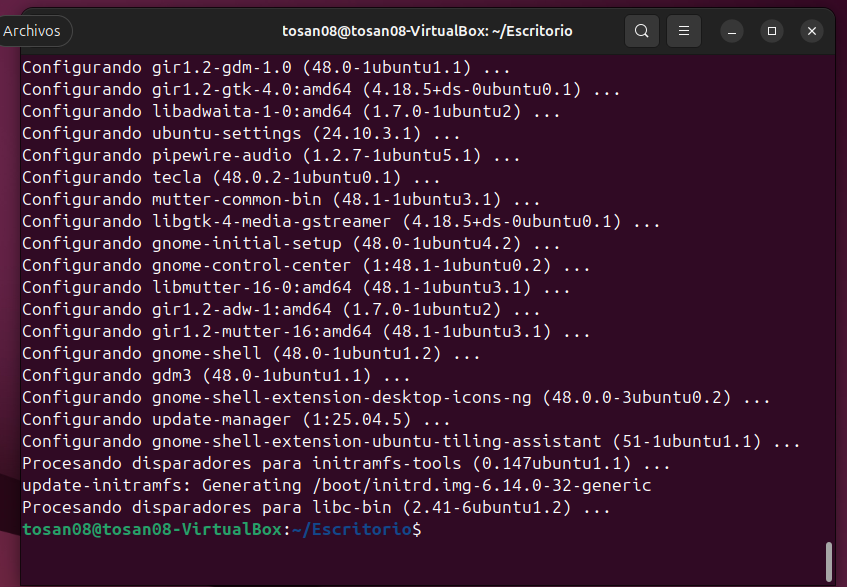 Archivos
tosan08@tosan08-VirtualBox: ~/Escritorio
Configurando gir1.2-gdm-1.0 (48.0-1ubuntu1.1) ...
Configurando gir1.2-gtk-4.0:amd64 (4.18.5+ds-0ubuntu0.1) ...
Configurando libadwaita-1-0:amd64 (1.7.0-1ubuntu2) ...
Configurando ubuntu-settings (24.10.3.1) ...
Configurando pipewire-audio (1.2.7-1ubuntu5.1) ...
Configurando tecla (48.0.2-1ubuntu0.1) ...
Configurando mutter-common-bin (48.1-1ubuntu3.1) ...
Configurando libgtk-4-media-gstreamer (4.18.5+ds-0ubuntu0.1) ...
Configurando gnome-initial-setup (48.0-1ubuntu4.2) ...
Configurando gnome-control-center (1:48.1-1ubuntu0.2) ...
Configurando libmutter-16-0:amd64 (48.1-1ubuntu3.1) ...
Configurando gir1.2-adw-1:amd64 (1.7.0-1ubuntu2) ...
Configurando gir1.2-mutter-16:amd64 (48.1-1ubuntu3.1) ...
Configurando gnome-shell (48.0-1ubuntu1.2) ...
Configurando gdm3 (48.0-1ubuntu1.1) ...
Configurando gnome-shell-extension-desktop-icons-ng (48.0.0-3ubuntu0.2) ...
Configurando update-manager (1:25.04.5) ...
Configurando gnome-shell-extension-ubuntu-tiling-assistant (51-1ubuntu1.1) ...
Procesando disparadores para initramfs-tools (0.147ubuntu1.1) ...
update-initramfs: Generating /boot/initrd.img-6.14.0-32-generic
Procesando disparadores para libc-bin (2.41-6ubuntu1.2) ...
tosan08@tosan08-VirtualBox:~/Escritorio$